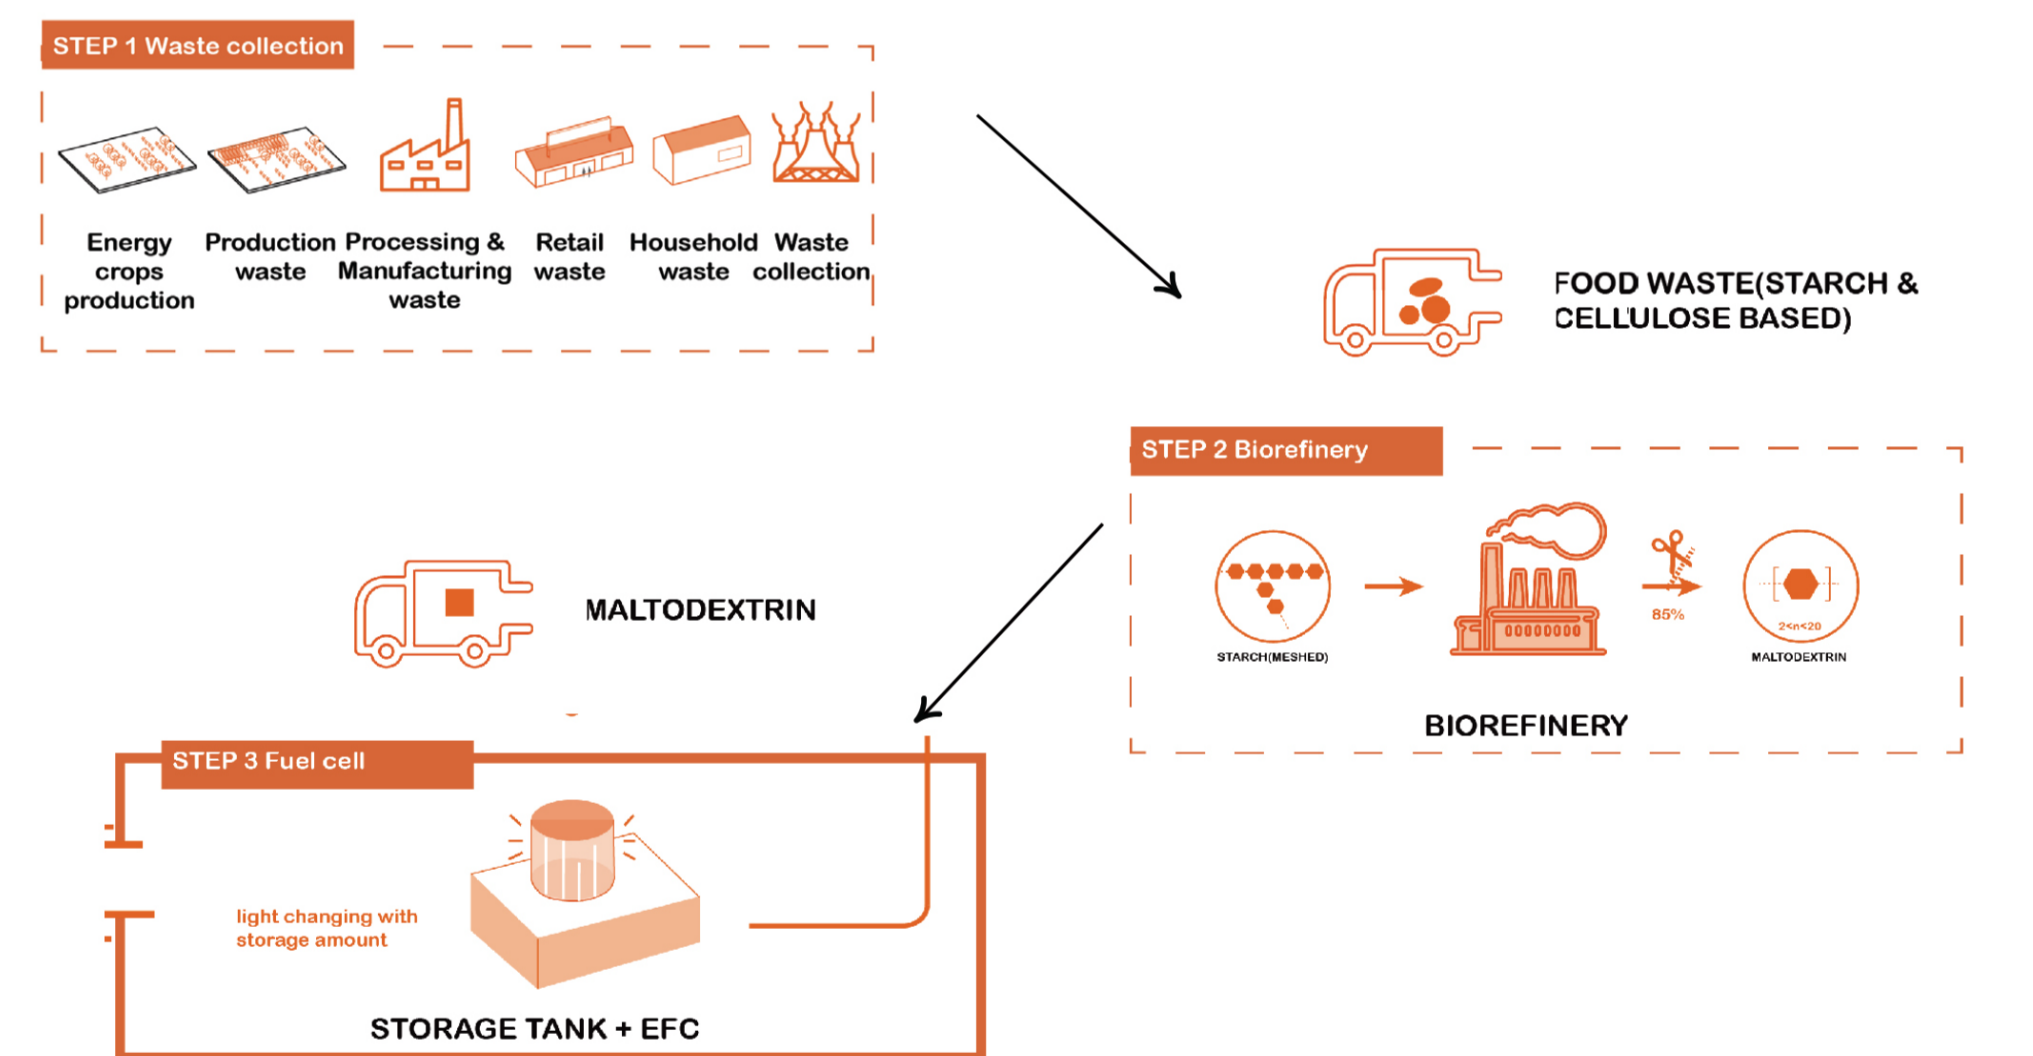 STEP 1 Waste collection
Energy
crops
production
Production
waste
Processing &
Manufacturing
waste
Retail
waste
Household
waste
Waste
collection
FOOD WASTE(STARCH &
CELLULOSE BASED)
STEP 2 Biorefinery
85%
2<n<20
STARCH(MESHED)
MALTODEXTRIN
BIOREFINERY
MALTODEXTRIN
STEP 3 Fuel cell
light changing with
storage amount
STORAGE TANK + EFC